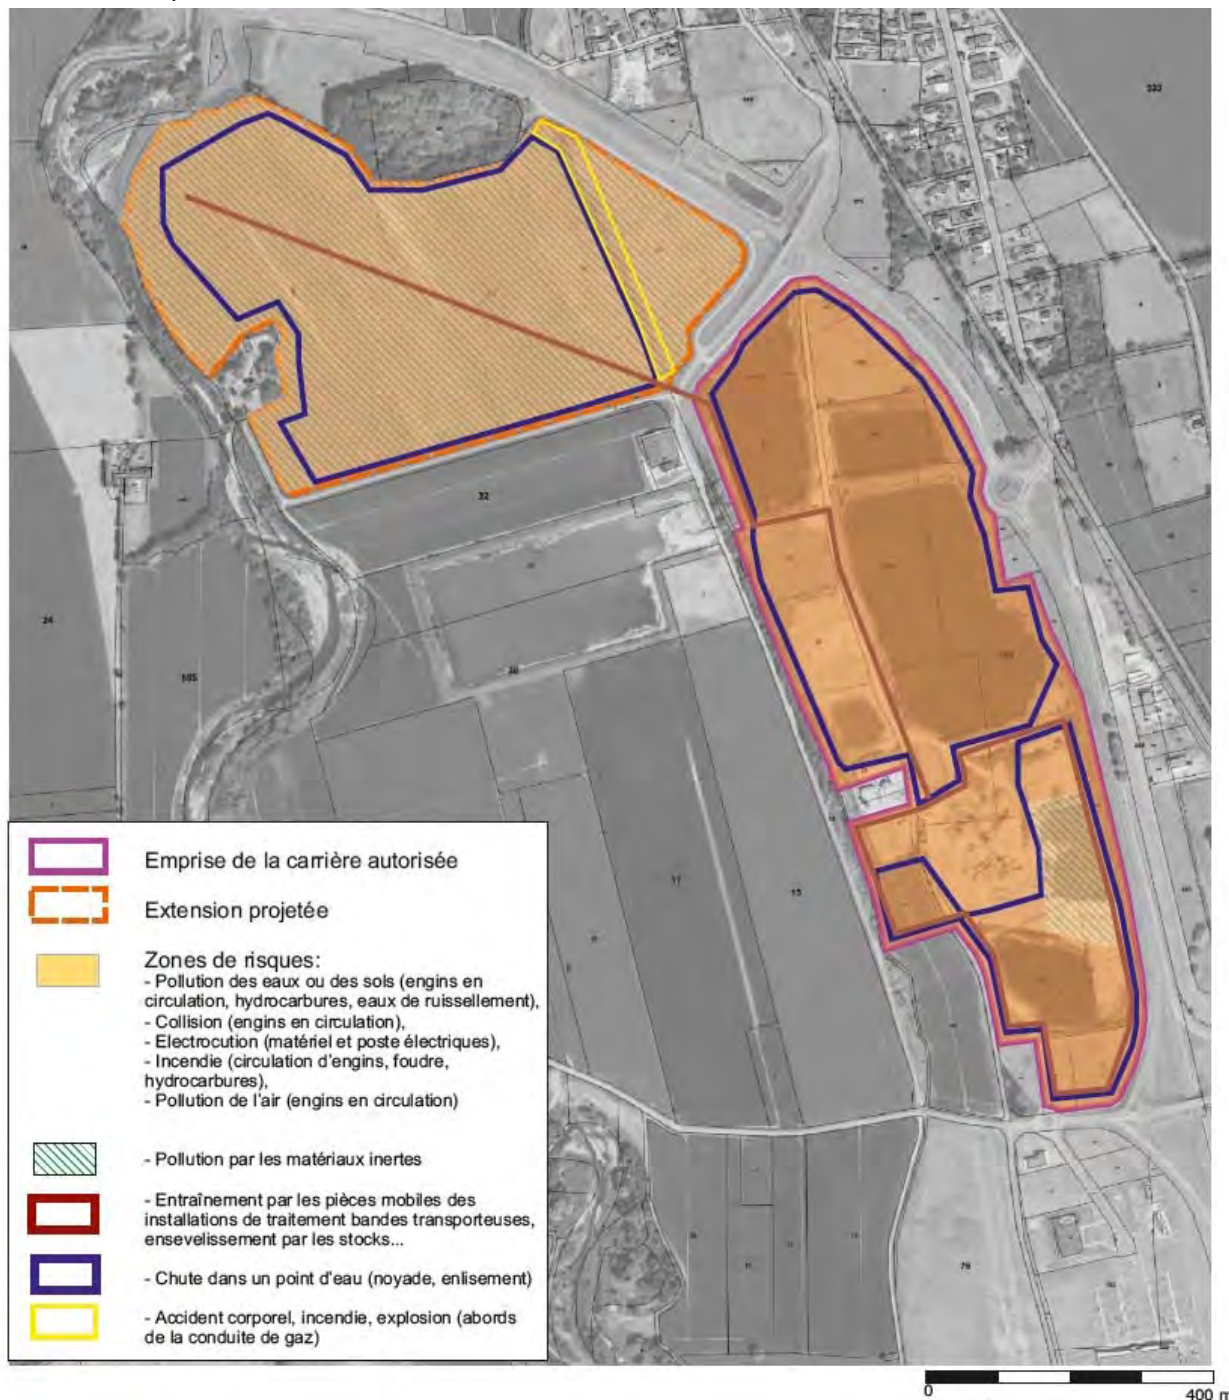 333
32
24
105
38
17
15
11
76
Emprise de la carrière autorisée
Extension projetée
Zones de risques:
- Pollution des eaux ou des sols (engins en
circulation, hydrocarbures, eaux de ruissellement),
- Collision (engins en circulation),
- Electrocution (matériel et poste électriques),
- Incendie (circulation d'engins, foudre,
hydrocarbures),
- Pollution de l'air (engins en circulation)
- Pollution par les matériaux inertes
- Entraînement par les pièces mobiles des
installations de traitement bandes transporteuses,
ensevelissement par les stocks...
- Chute dans un point d'eau (noyade, enlisement)
- Accident corporel, incendie, explosion (abords
de la conduite de gaz)
0
400 m